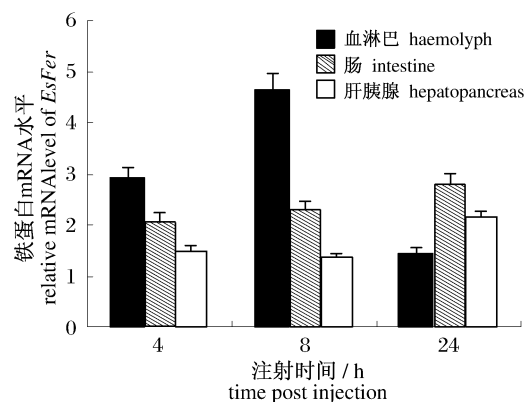 血淋巴 haemolyph
肠 intestine
肝胰腺 hepatopancreas
铁蛋白mRNA水平
relative mRNAlevel of EsFer
6
5
4
3
2
1
0
4
8
24
注射时间 / h
time post injection